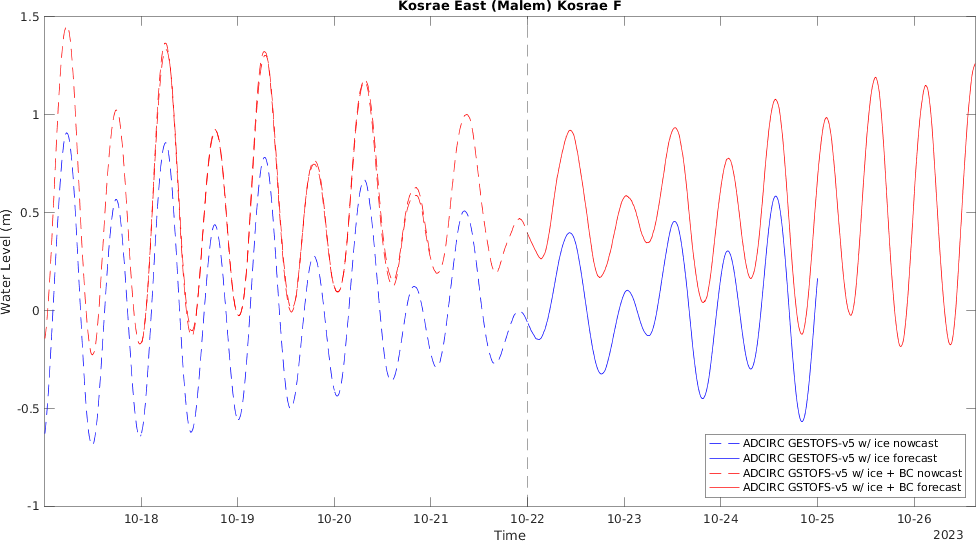 Kosrae East (Malem) Kosrae F
1.5
1
0.5
0
-0.5
-1
Water Level (m)
ADCIRC GESTOFS-v5 w/ ice nowcast
ADCIRC GESTOFS-v5 w/ ice forecast
ADCIRC GSTOFS-v5 w/ ice + BC nowcast
ADCIRC GSTOFS-v5 w/ ice + BC forecast
10-18 10-19 10-20 10-21 10-22 10-23 10-24 10-25 10-26
Time
2023